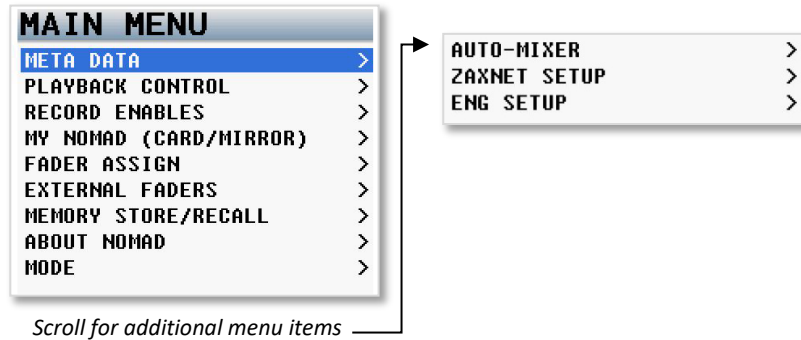 MAIN MENU
META DATA >
PLAYBACK CONTROL >
RECORD ENABLES >
MY NOMAD (CARD/MIRROR) >
FADER ASSIGN >
EXTERNAL FADERS >
MEMORY STORE/RECALL >
ABOUT NOMAD >
MODE >
Scroll for additional menu items
AUTO-MIXER >
ZAXNET SETUP >
ENG SETUP >